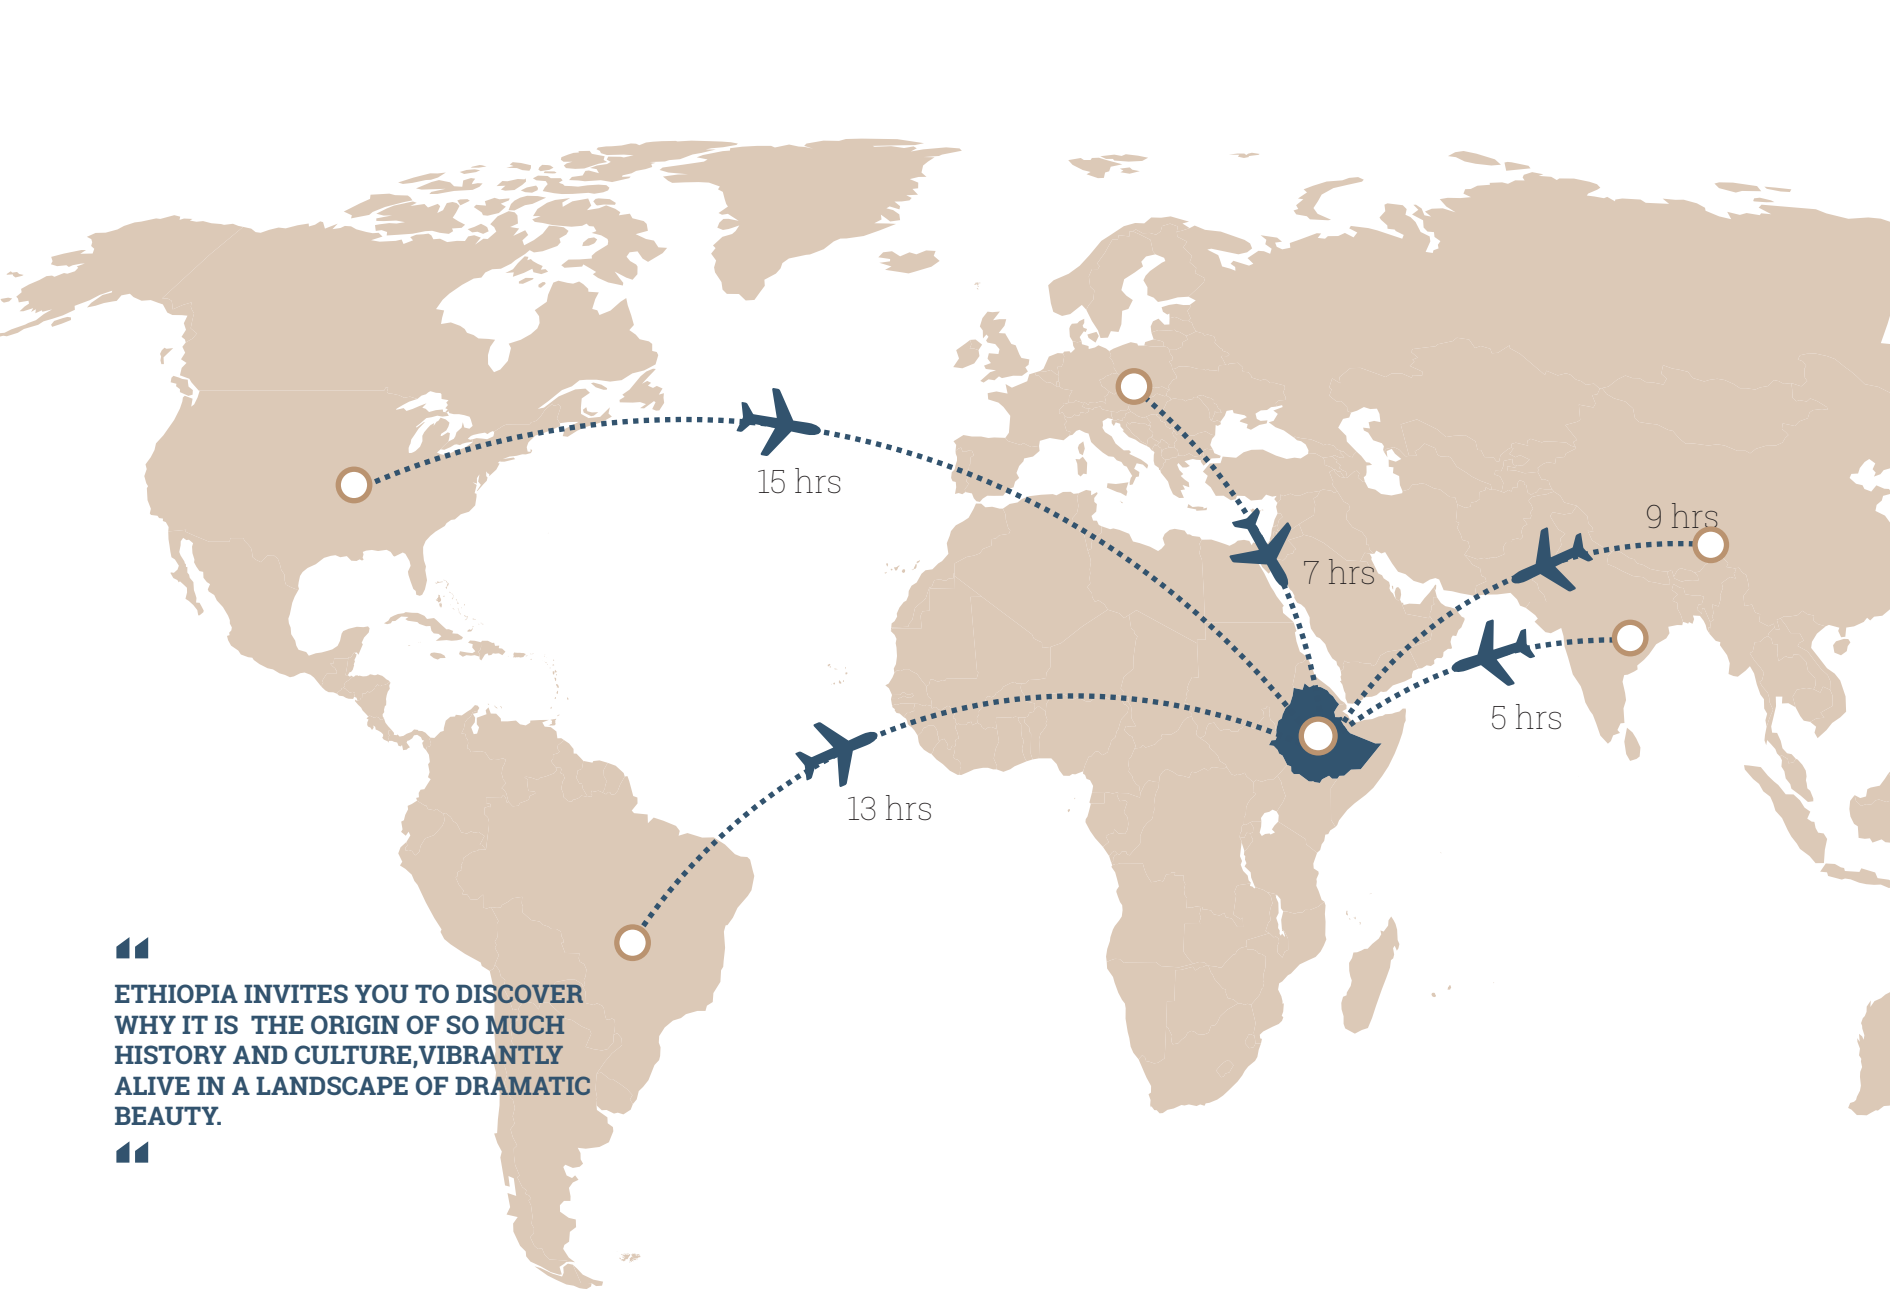 15 hrs
9 hrs
7 hrs
5 hrs
13 hrs
"
ETHIOPIA INVITES YOU TO DISCOVER
WHY IT IS  THE ORIGIN OF SO MUCH
HISTORY AND CULTURE,VIBRANTLY
ALIVE IN A LANDSCAPE OF DRAMATIC
BEAUTY.
"